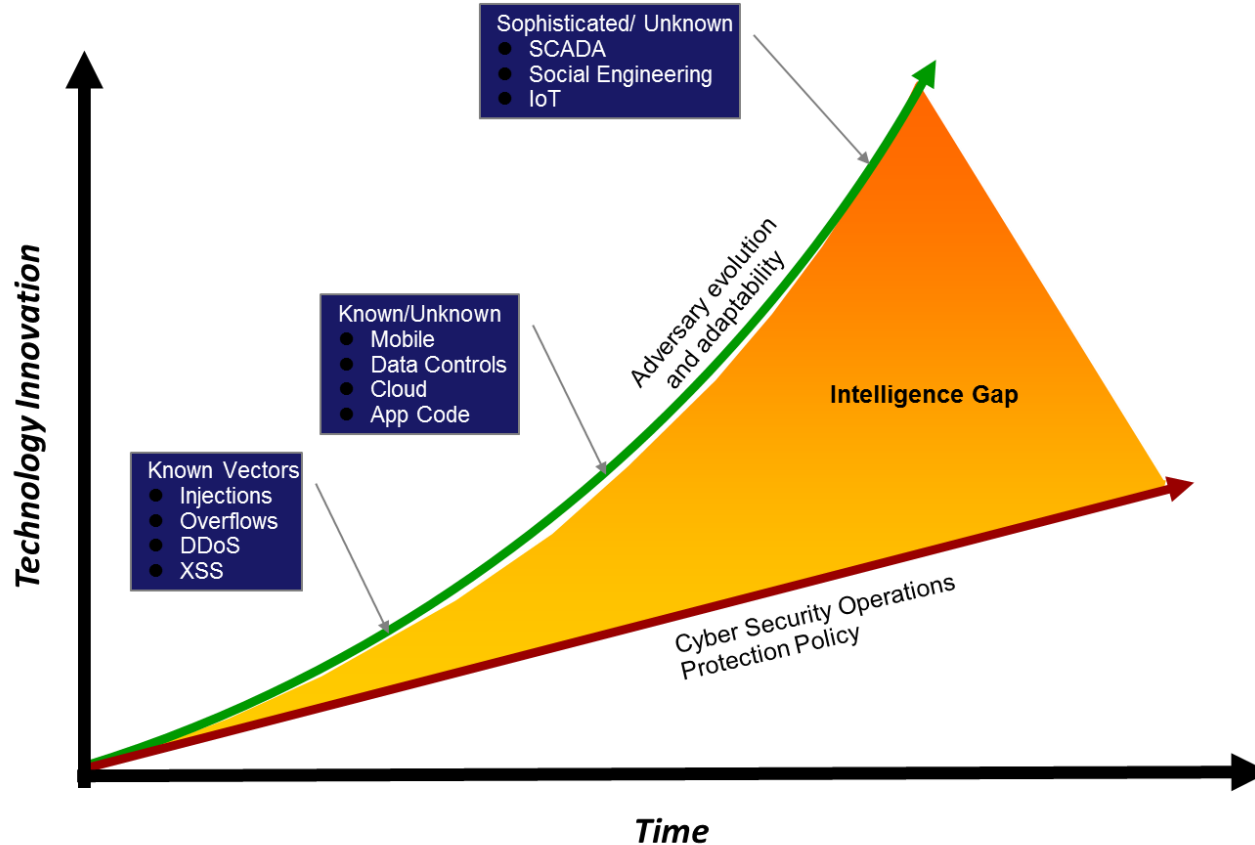 Sophisticated/ Unknown
● SCADA
● Social Engineering
● IoT
Known/Unknown
● Mobile
● Data Controls
● Cloud
● App Code
Known Vectors
● Injections
● Overflows
● DDoS
● XSS
Adversary evolution
and adaptability
Intelligence Gap
Cyber Security Operations
Protection Policy
Technology Innovation
Time